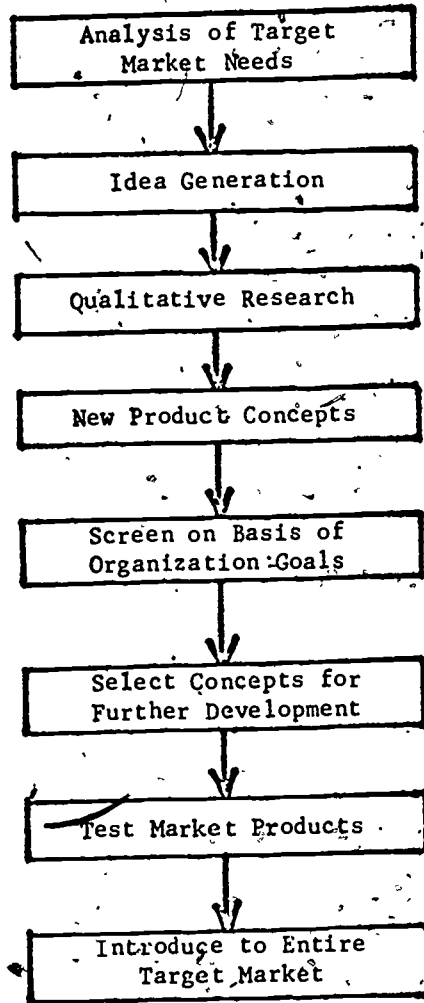 Analysis of Target
Market Needs
Idea Generation
Qualitative Research
New Product Concepts
Screen on Basis of
Organization Goals
Select Concepts for
Further Development
Test Market Products
Introduce to Entire
Target Market